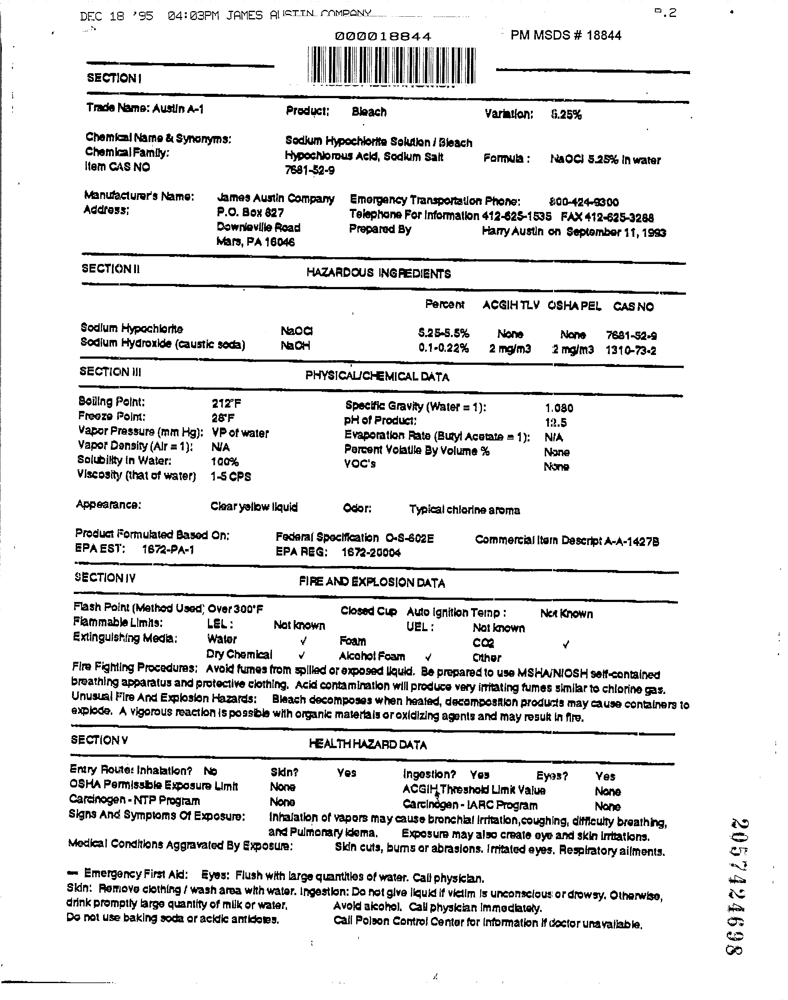 DEC 18 '95 04:03PM JAMES AUSTIN COMPANY P.2
000018844 PM MSDS # 18844
SECTION I
Trade Name: Austin A-1 Product: Bleach Variation: 5.25%
Chemical Name & Synonyms: Sodium Hypochlorite Solution / Bleach
Chemical Family: Hypochlorous Acid, Sodium Salt Formula : NaOCl 5.25% in water
Item CAS NO 7681-52-9
Manufacturer's Name: James Austin Company Emergency Transportation Phone: 800-424-9300
Address: P.O. Box 827 Telephone For Information 412-625-1535 FAX 412-625-3288
Downieville Road Prepared By Harry Austin on September 11, 1993
Mars, PA 16046
SECTION II HAZARDOUS INGREDIENTS
Percent ACGIH TLV OSHA PEL CAS NO
Sodium Hypochlorite NaOCl 5.25-5.5% None None 7681-52-9
Sodium Hydroxide (caustic soda) NaOH 0.1-0.22% 2 mg/m3 2 mg/m3 1310-73-2
SECTION III PHYSICAL/CHEMICAL DATA
Boiling Point: 212°F Specific Gravity (Water = 1): 1.080
Freeze Point: 26°F pH of Product: 12.5
Vapor Pressure (mm Hg): VP of water Evaporation Rate (Butyl Acetate = 1): N/A
Vapor Density (Air = 1): N/A Percent Volatile By Volume % None
Solubility in Water: 100% VOC's None
Viscosity (that of water) 1-5 CPS
Appearance: Clear yellow liquid Odor: Typical chlorine aroma
Product Formulated Based On: Federal Specification O-S-602E Commercial Item Descript A-A-1427B
EPA EST: 1672-PA-1 EPA REG: 1672-20004
SECTION IV FIRE AND EXPLOSION DATA
Flash Point (Method Used) Over 300°F Closed Cup Auto Ignition Temp : Not Known
Flammable Limits: LEL : Not known UEL : Not known
Extinguishing Media: Water ✓ Foam CO2 ✓
Dry Chemical ✓ Alcohol Foam ✓ Other
Fire Fighting Procedures: Avoid fumes from spilled or exposed liquid. Be prepared to use MSHA/NIOSH self-contained
breathing apparatus and protective clothing. Acid contamination will produce very irritating fumes similar to chlorine gas.
Unusual Fire And Explosion Hazards: Bleach decomposes when heated, decomposition products may cause containers to
explode. A vigorous reaction is possible with organic materials or oxidizing agents and may result in fire.
SECTION V HEALTH HAZARD DATA
Entry Route: Inhalation? No Skin? Yes Ingestion? Yes Eyes? Yes
OSHA Permissible Exposure Limit None ACGIH Threshold Limit Value None
Carcinogen - NTP Program None Carcinogen - IARC Program None
Signs And Symptoms Of Exposure: Inhalation of vapors may cause bronchial irritation, coughing, difficulty breathing,
and Pulmonary idema. Exposure may also create eye and skin irritations.
Medical Conditions Aggravated By Exposure: Skin cuts, burns or abrasions. Irritated eyes. Respiratory ailments.
— Emergency First Aid: Eyes: Flush with large quantities of water. Call physician.
Skin: Remove clothing / wash area with water. Ingestion: Do not give liquid if victim is unconscious or drowsy. Otherwise,
drink promptly large quantity of milk or water. Avoid alcohol. Call physician immediately.
Do not use baking soda or acidic antidotes. Call Poison Control Center for information if doctor unavailable.
2057424698